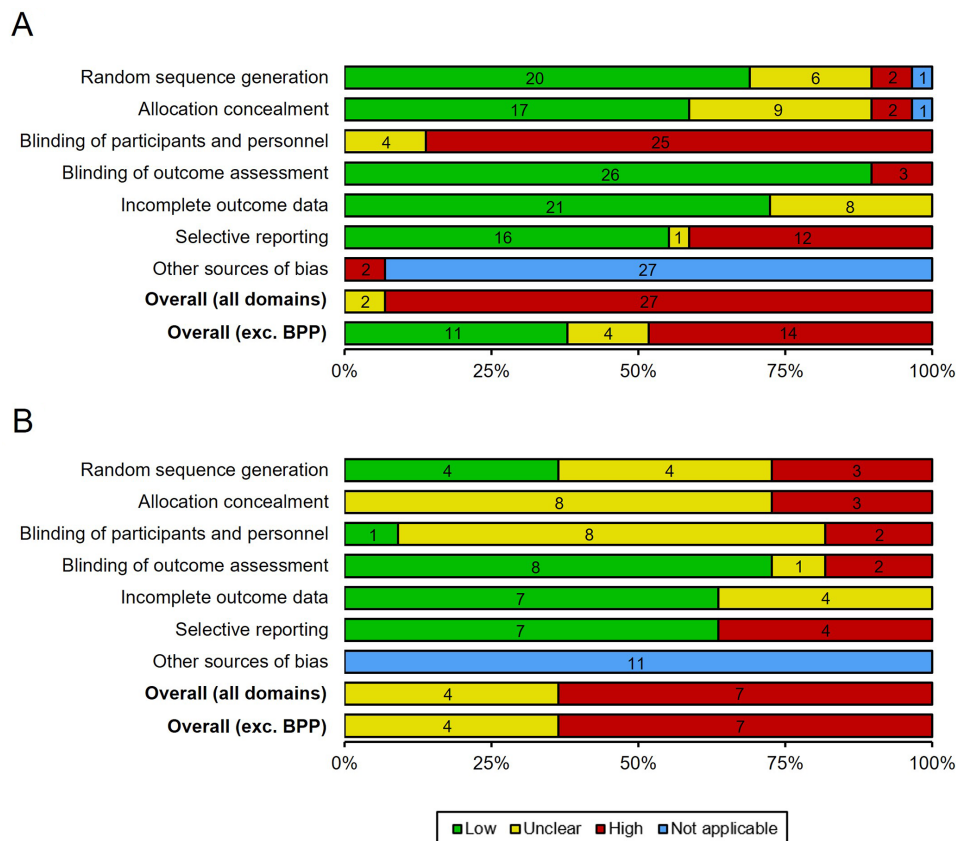 A
Random sequence generation 20 6 2 1
Allocation concealment 17 9 2 1
Blinding of participants and personnel 4 25
Blinding of outcome assessment 26 3
Incomplete outcome data 21 8
Selective reporting 16 1 12
Other sources of bias 2 27
Overall (all domains) 2 27
Overall (exc. BPP) 11 4 14
0% 25% 50% 75% 100%
B
Random sequence generation 4 4 3
Allocation concealment 8 3
Blinding of participants and personnel 1 8 2
Blinding of outcome assessment 8 1 2
Incomplete outcome data 7 4
Selective reporting 7 4
Other sources of bias 11
Overall (all domains) 4 7
Overall (exc. BPP) 4 7
0% 25% 50% 75% 100%
Low Unclear High Not applicable